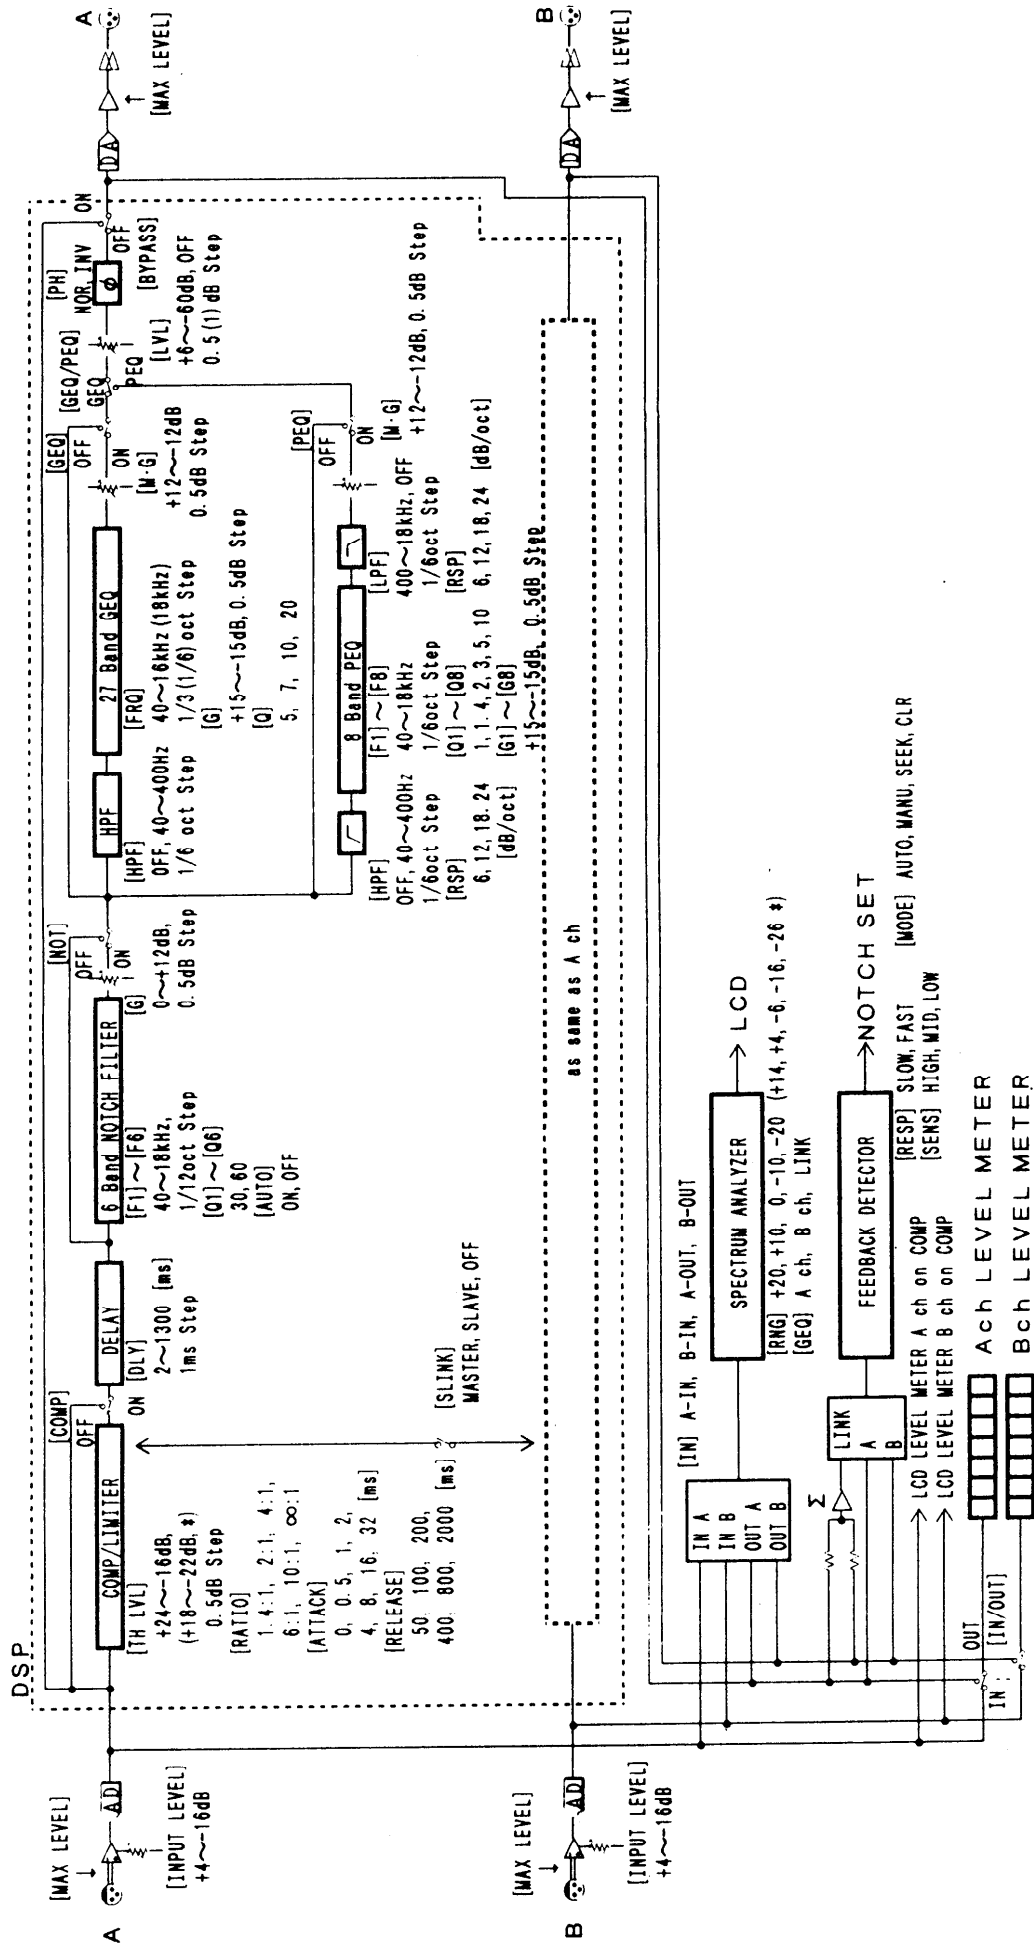 DSP
A
[MAX LEVEL]
AD
[INPUT LEVEL]
+4~-16dB
[COMP]
OFF
ON
COMP/LIMITER
[TH LVL]
+24~-16dB,
(+18~-22dB,*)
0.5dB Step
[RATIO]
1.4:1, 2:1, 4:1,
6:1, 10:1, ∞:1
[ATTACK]
0, 0.5, 1, 2,
4, 8, 16, 32 [ms]
[RELEASE]
50, 100, 200,
400, 800, 2000 [ms]
DELAY
[DLY]
2~1300 [ms]
1ms Step
[SLINK]
MASTER, SLAVE, OFF
[NOT]
OFF
ON
6 Band NOTCH FILTER
[F1]~[F6]
40~18kHz,
1/12oct Step
[Q1]~[Q6]
30, 60
[AUTO]
ON, OFF
[G]
0~+12dB,
0.5dB Step
HPF
[HPF]
OFF, 40~400Hz
1/6 oct Step
27 Band GEQ
[FRQ]
40~16kHz (18kHz)
1/3 (1/6) oct Step
[G]
+15~-15dB, 0.5dB Step
[Q]
5, 7, 10, 20
[GEQ]
OFF
ON
[M·G]
+12~-12dB
0.5dB Step
[GEQ/PEQ]
GEQ
PEQ
[LVL]
+6~-60dB, OFF
0.5 (1) dB Step
[PH]
NOR, INV
ϕ
[BYPASS]
OFF
ON
DA
[MAX LEVEL]
A
[HPF]
OFF, 40~400Hz
1/6oct Step
[RSP]
6, 12, 18. 24
[dB/oct]
8 Band PEQ
[F1]~[F8]
40~18kHz
1/6oct Step
[Q1]~[Q8]
1, 1.4, 2, 3, 5, 10
[G1]~[G8]
+15~-15dB, 0.5dB Step
[LPF]
400~18kHz, OFF
1/6oct Step
[RSP]
6, 12, 18, 24 [dB/oct]
[PEQ]
OFF
ON
[M·G]
+12~-12dB, 0.5dB Step
B
[MAX LEVEL]
AD
[INPUT LEVEL]
+4~-16dB
as same as A ch
DA
[MAX LEVEL]
B
[IN] A-IN, B-IN, A-OUT, B-OUT
IN A
IN B
OUT A
OUT B
SPECTRUM ANALYZER
LCD
[RNG] +20, +10, 0, -10, -20 (+14, +4, -6, -16, -26 *)
[GEQ] A ch, B ch, LINK
Σ
LINK
A
B
FEEDBACK DETECTOR
NOTCH SET
[RESP] SLOW, FAST
[SENS] HIGH, MID, LOW
[MODE] AUTO, MANU, SEEK, CLR
LCD LEVEL METER A ch on COMP
LCD LEVEL METER B ch on COMP
OUT
IN
[IN/OUT]
Ach LEVEL METER
Bch LEVEL METER